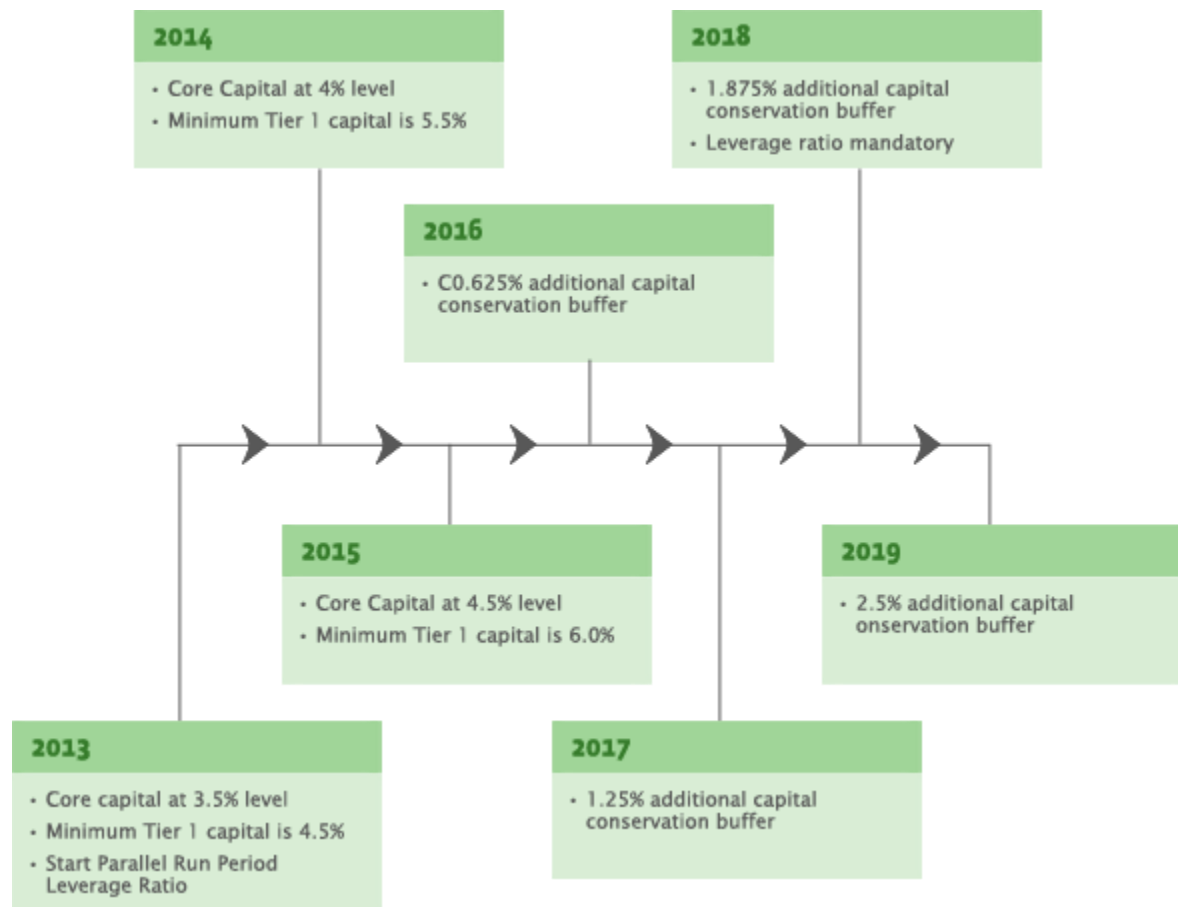 2014
• Core Capital at 4% level
• Minimum Tier 1 capital is 5.5%
2018
• 1.875% additional capital
conservation buffer
• Leverage ratio mandatory
2016
• C0.625% additional capital
conservation buffer
2015
• Core Capital at 4.5% level
• Minimum Tier 1 capital is 6.0%
2019
• 2.5% additional capital
onservation buffer
2013
• Core capital at 3.5% level
• Minimum Tier 1 capital is 4.5%
• Start Parallel Run Period
Leverage Ratio
2017
• 1.25% additional capital
conservation buffer